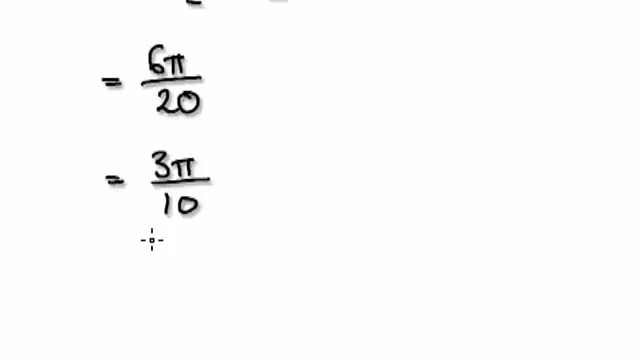 = 6π/20
= 3π/10